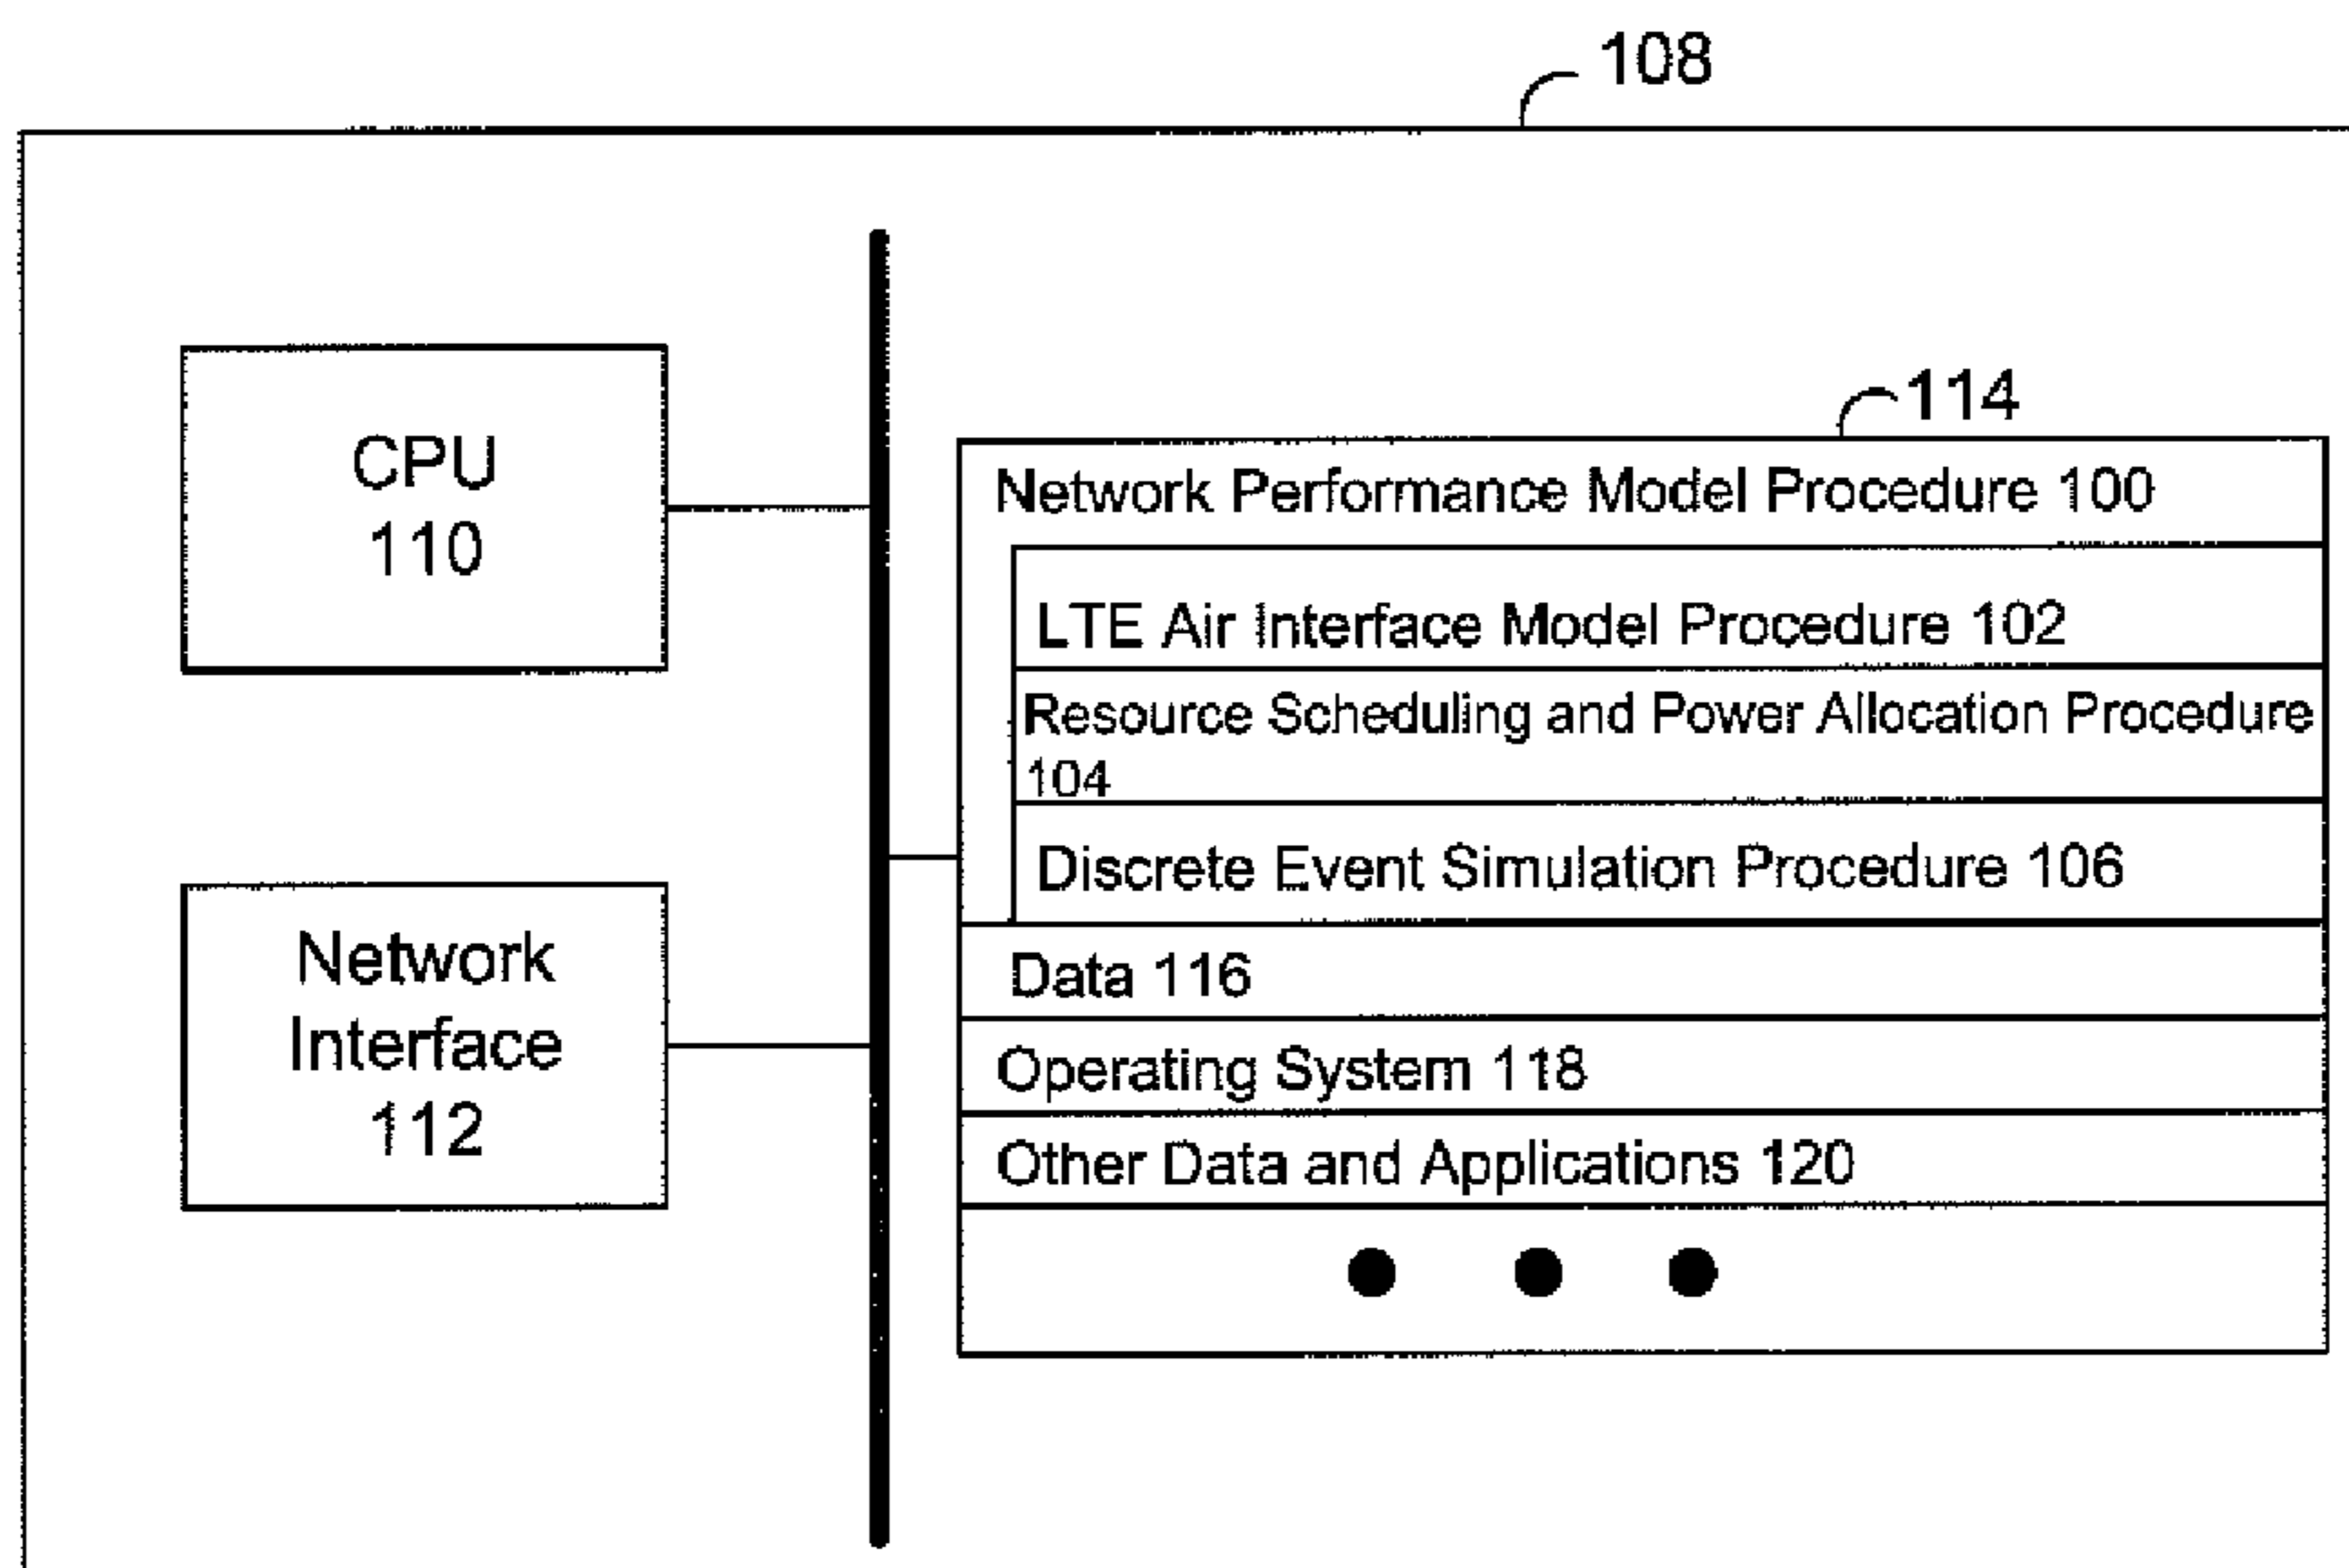 108
CPU
110
114
Network Performance Model Procedure 100
LTE Air Interface Model Procedure 102
Resource Scheduling and Power Allocation Procedure
104
Discrete Event Simulation Procedure 106
Network
Interface
112
Data 116
Operating System 118
Other Data and Applications 120